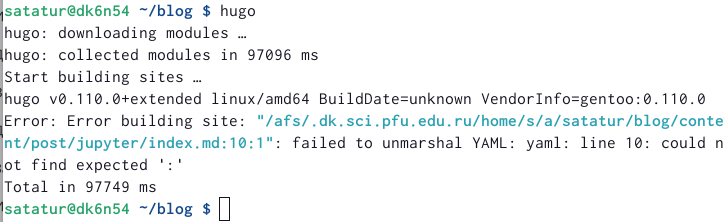 satatur@dk6n54 ~/blog $ hugo
hugo: downloading modules …
hugo: collected modules in 97096 ms
Start building sites …
hugo v0.110.0+extended linux/amd64 BuildDate=unknown VendorInfo=gentoo:0.110.0
Error: Error building site: "/afs/.dk.sci.pfu.edu.ru/home/s/a/satatur/blog/conte
nt/post/jupyter/index.md:10:1": failed to unmarshal YAML: yaml: line 10: could n
ot find expected ':'
Total in 97749 ms
satatur@dk6n54 ~/blog $